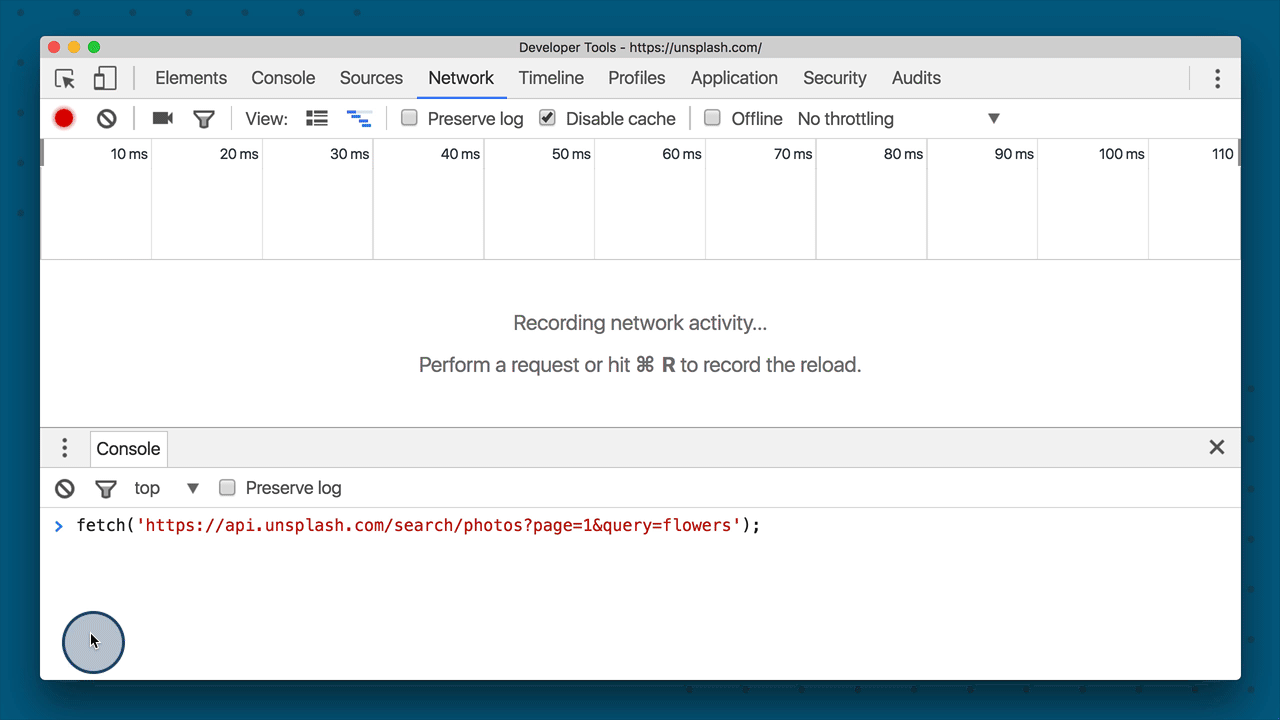 Developer Tools - https://unsplash.com/
Elements Console Sources Network Timeline Profiles Application Security Audits
View: Preserve log Disable cache Offline No throttling
10 ms 20 ms 30 ms 40 ms 50 ms 60 ms 70 ms 80 ms 90 ms 100 ms 110
Recording network activity...
Perform a request or hit ⌘ R to record the reload.
Console
top Preserve log
> fetch('https://api.unsplash.com/search/photos?page=1&query=flowers');